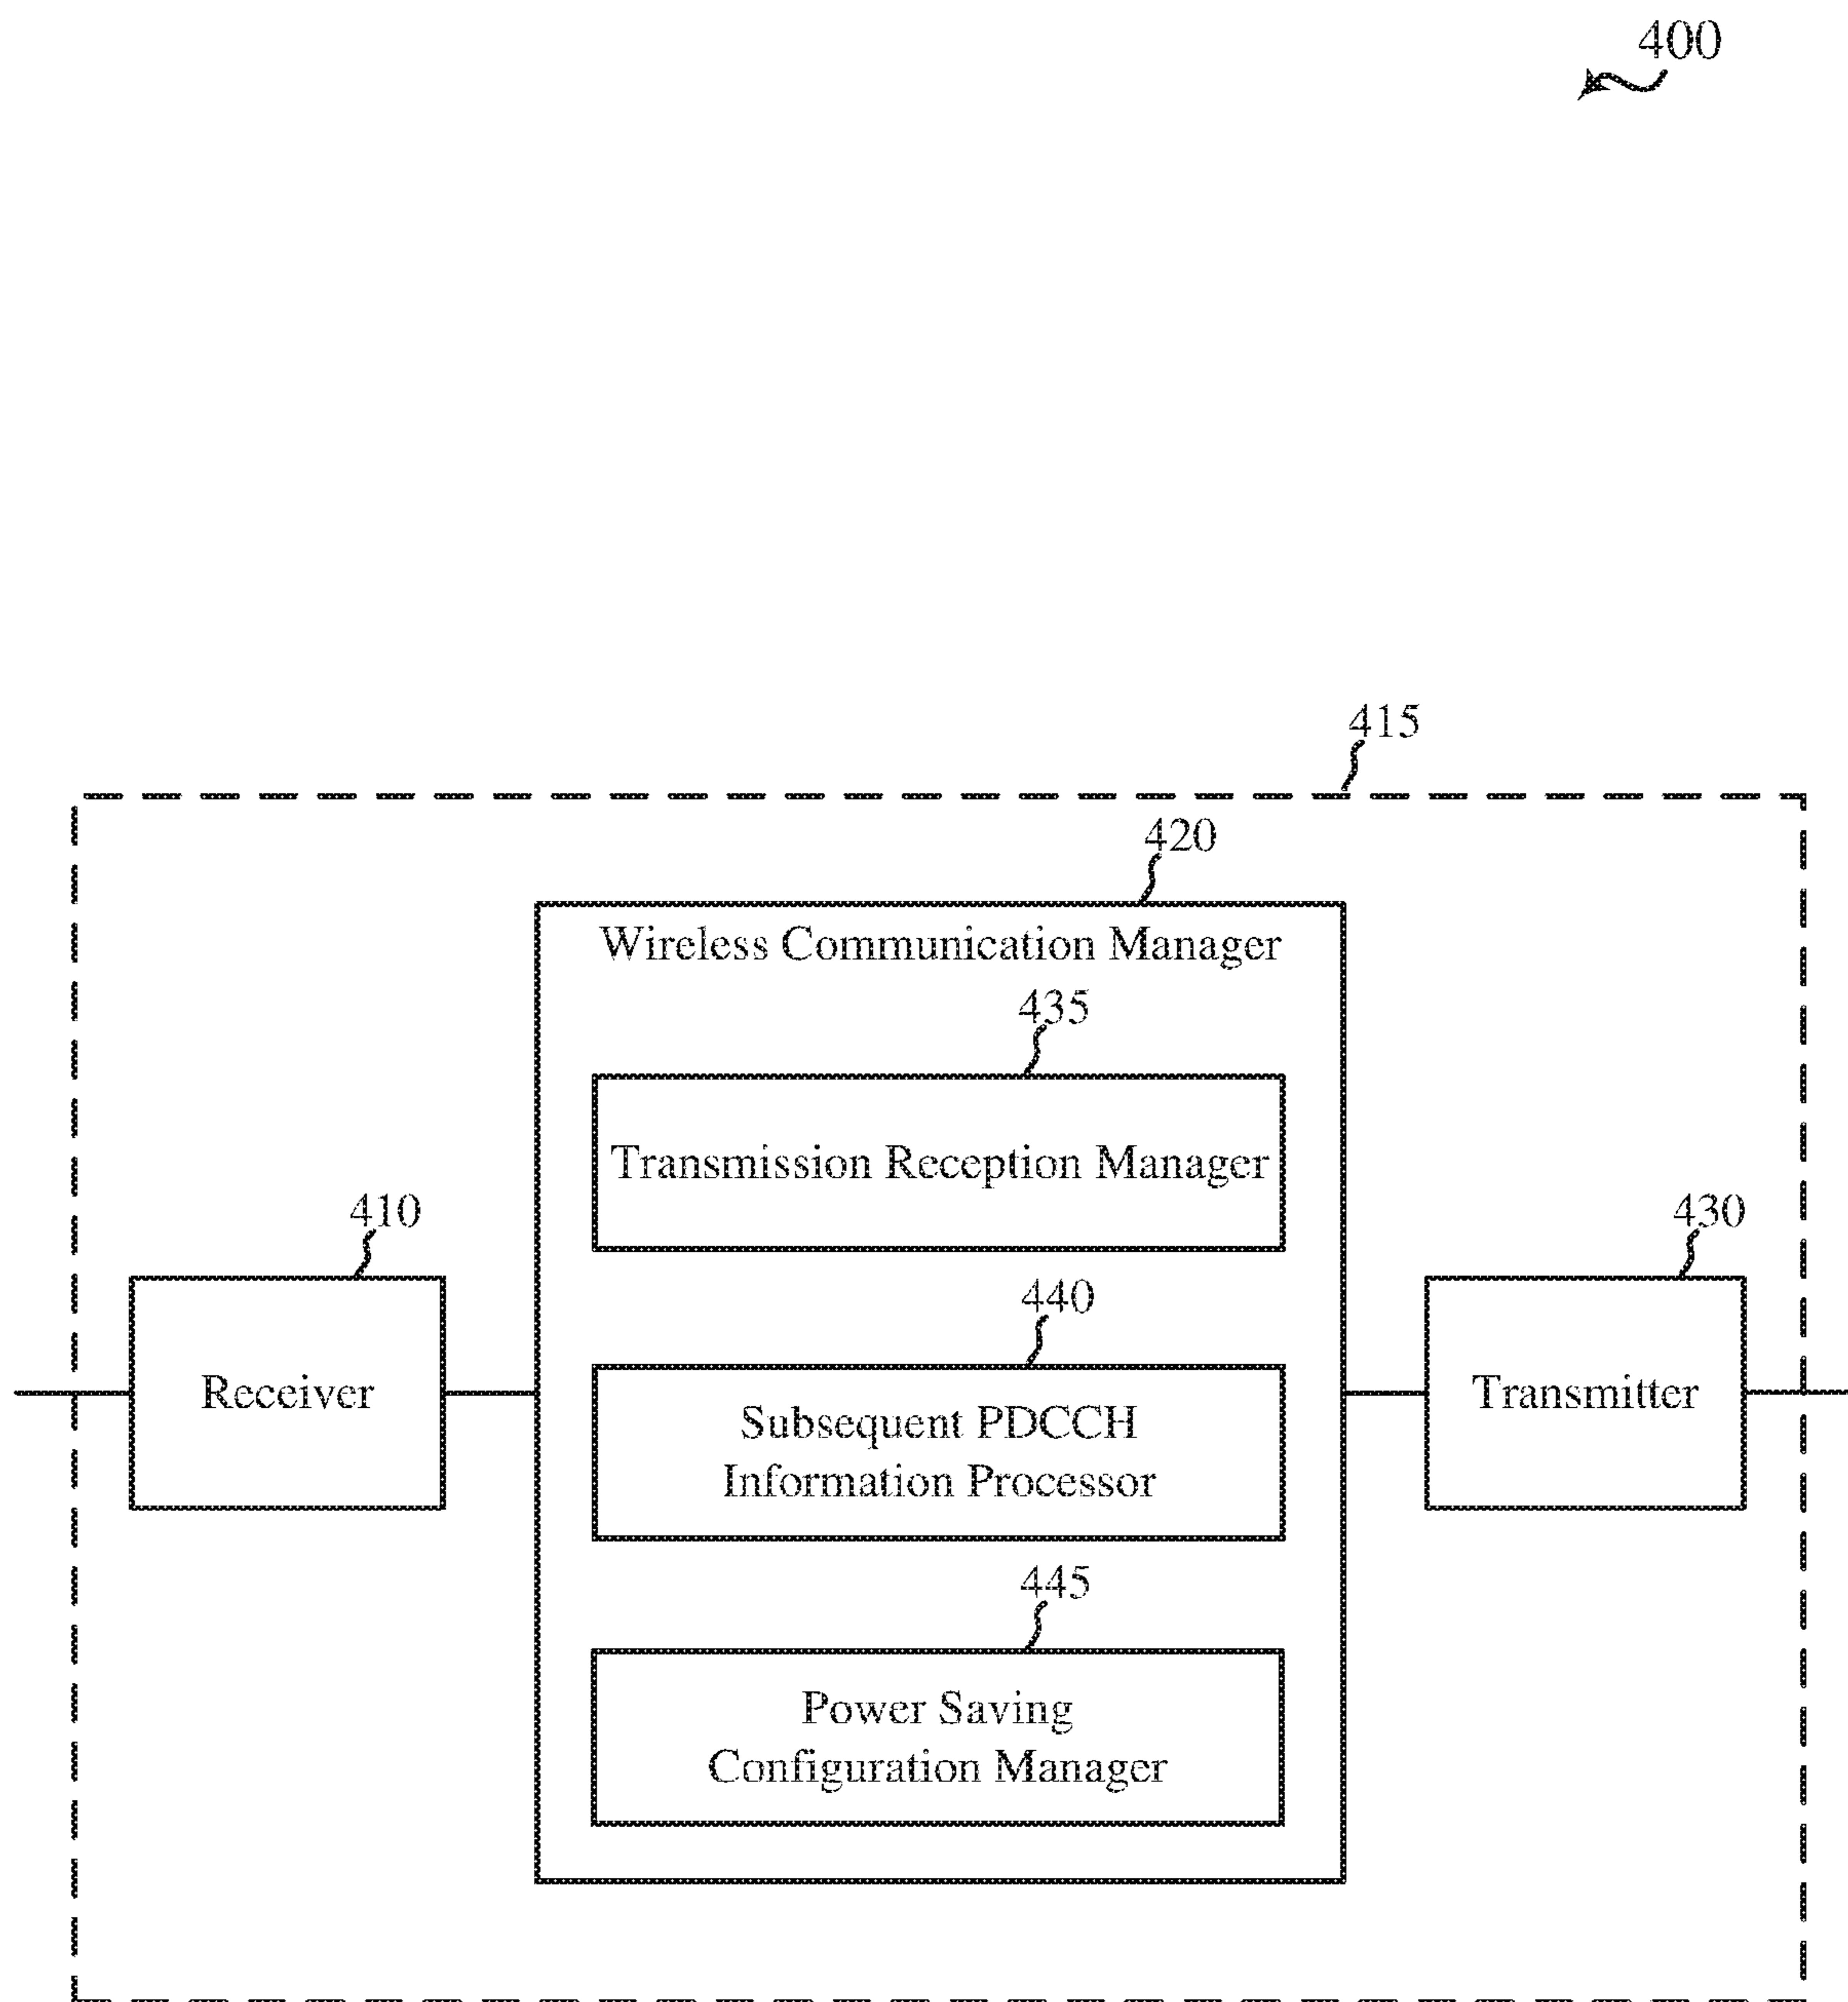 400
415
420
Wireless Communication Manager
435
Transmission Reception Manager
410
430
440
Receiver
Subsequent PDCCH
Information Processor
Transmitter
445
Power Saving
Configuration Manager